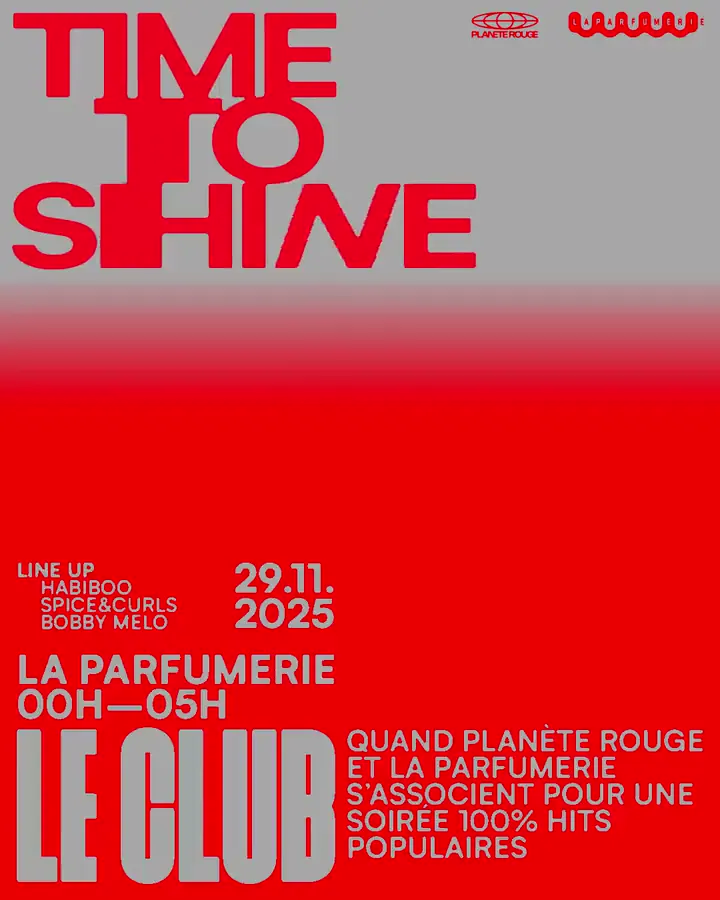 TIME
TO
SHINE
PLANETE ROUGE
LAPARFUMERIE
LINE UP
HABIBOO
SPICE&CURLS
BOBBY MELO
29.11.
2025
LA PARFUMERIE
00H—05H
LE CLUB
QUAND PLANÈTE ROUGE
ET LA PARFUMERIE
S'ASSOCIENT POUR UNE
SOIRÉE 100% HITS
POPULAIRES